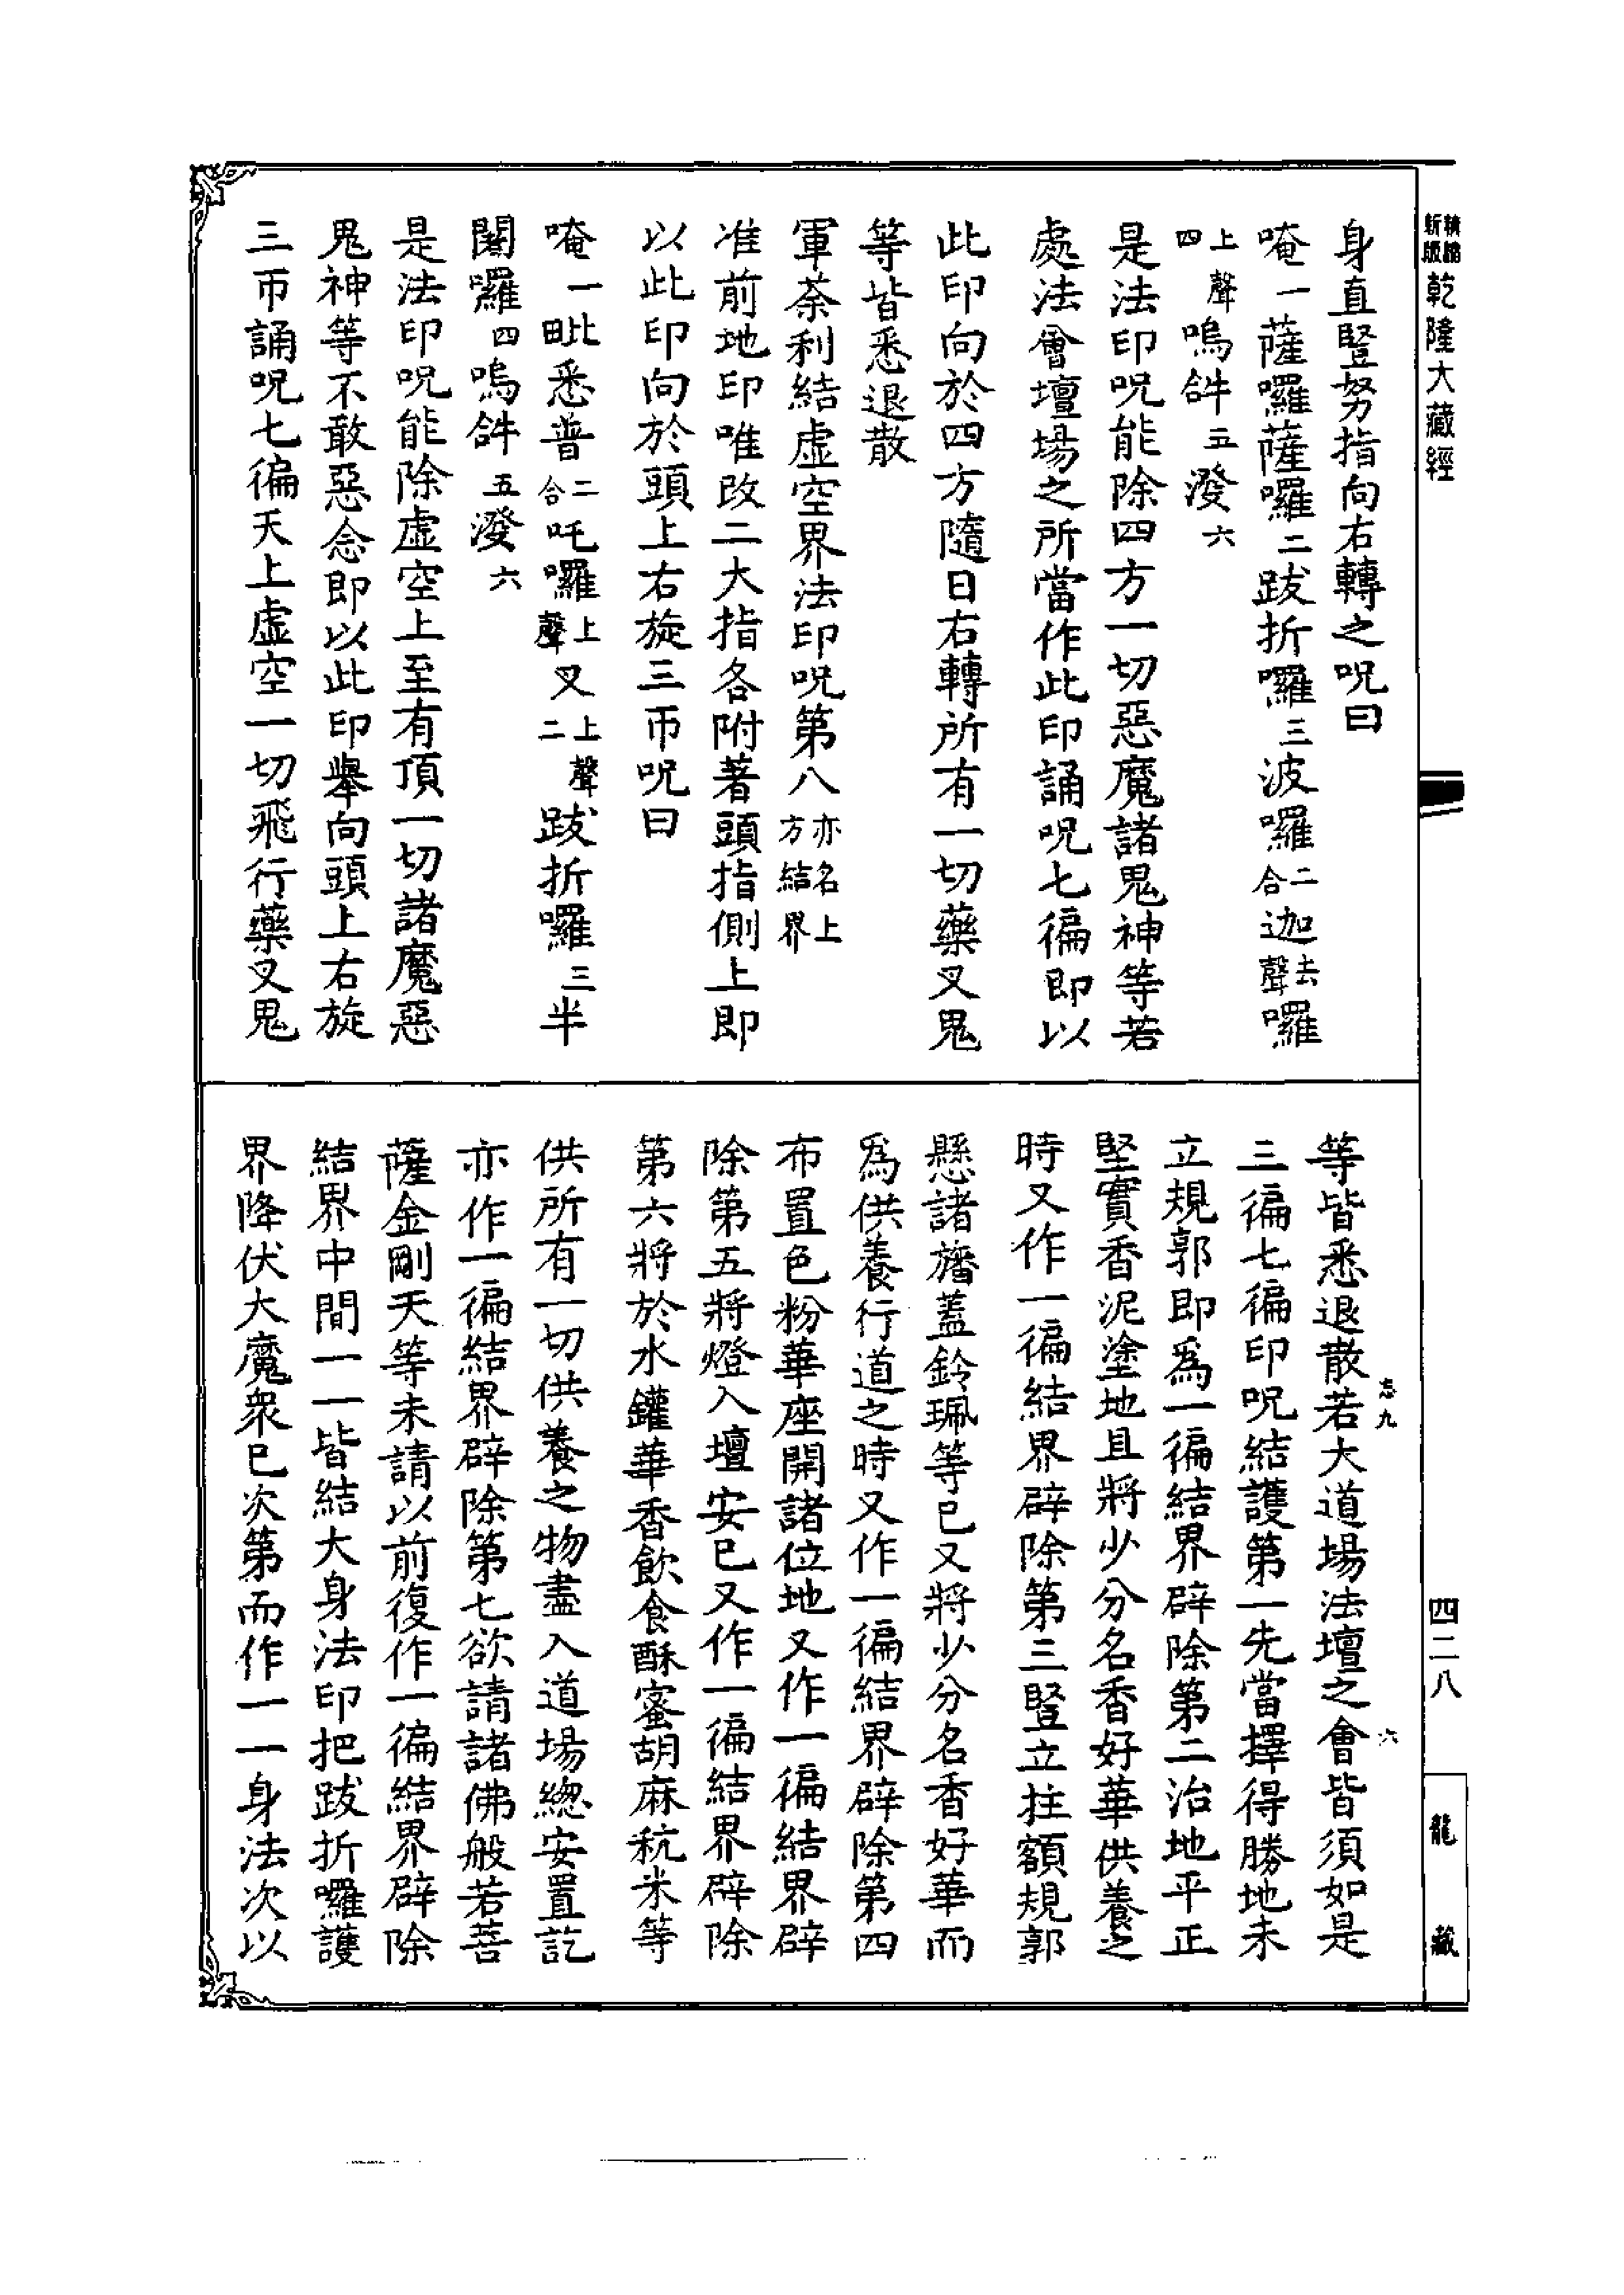 新版精縮乾隆大藏經
身直豎努指向右轉之呪曰
唵一薩囉薩囉二跋折囉三波囉二合迦去聲囉
上聲四嗚𤙖五癹六
是法印呪能除四方一切惡魔諸鬼神等若
處法會壇場之所當作此印誦呪七徧即以
此印向於四方隨日右轉所有一切藥叉鬼
等皆悉退散
軍荼利結虛空界法印呪第八亦名上方結界
准前地印唯改二大指各附著頭指側上即
以此印向於頭上右旋三帀呪曰
唵一毗悉普二合吒囉上聲叉上聲二跋折囉三半
闍囉四嗚𤙖五癹六
是法印呪能除虛空上至有頂一切諸魔惡
鬼神等不敢惡念即以此印舉向頭上右旋
三帀誦呪七徧天上虛空一切飛行藥叉鬼
等皆悉退散若大道場法壇之會皆須如是
三徧七徧印呪結護第一先當擇得勝地未
立規郭即爲一徧結界辟除第二治地平正
堅實香泥塗地且將少分名香好華供養之
時又作一徧結界辟除第三豎立拄額規郭
懸諸旛蓋鈴珮等已又將少分名香好華而
爲供養行道之時又作一徧結界辟除第四
布置色粉華座開諸位地又作一徧結界辟
除第五將燈入壇安已又作一徧結界辟除
第六將於水鑵華香飲食酥蜜胡麻秔米等
供所有一切供養之物盡入道場總安置訖
亦作一徧結界辟除第七欲請諸佛般若菩
薩金剛天等未請以前復作一徧結界辟除
結界中間一一皆結大身法印把跋折囉護
界降伏大魔衆已次第而作一一身法次以
忘九
六
四二八
龍藏